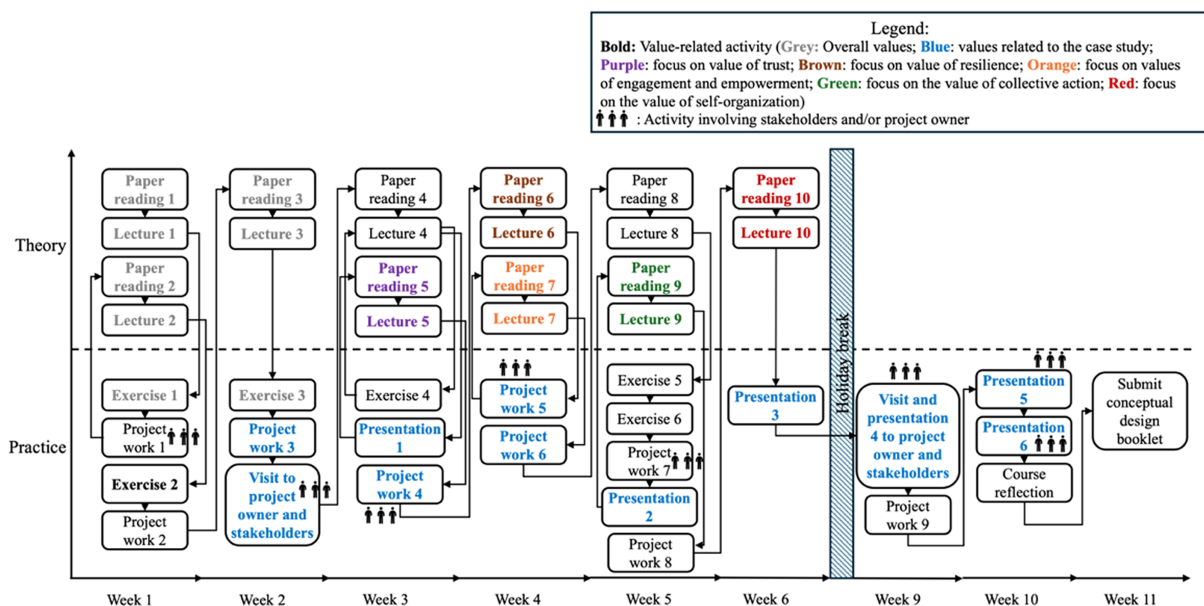 Legend:
Bold: Value-related activity (Grey: Overall values; Blue: values related to the case study;
Purple: focus on value of trust; Brown: focus on value of resilience; Orange: focus on values
of engagement and empowerment; Green: focus on the value of collective action; Red: focus
on the value of self-organization)
: Activity involving stakeholders and/or project owner
Theory
Practice
Paper
reading 1
Lecture 1
Paper
reading 2
Lecture 2
Exercise 1
Project
work 1
Exercise 2
Project
work 2
Paper
reading 3
Lecture 3
Exercise 3
Project
work 3
Visit to
project
owner and
stakeholders
Paper
reading 4
Lecture 4
Paper
reading 5
Lecture 5
Exercise 4
Presentation
1
Project
work 4
Paper
reading 6
Lecture 6
Paper
reading 7
Lecture 7
Project
work 5
Project
work 6
Paper
reading 8
Lecture 8
Paper
reading 9
Lecture 9
Exercise 5
Exercise 6
Project
work 7
Presentation
2
Project
work 8
Paper
reading 10
Lecture 10
Presentation
3
Holiday break
Visit and
presentation
4 to project
owner and
stakeholders
Project
work 9
Presentation
5
Presentation
6
Course
reflection
Submit
conceptual
design
booklet
Week 1
Week 2
Week 3
Week 4
Week 5
Week 6
Week 9
Week 10
Week 11